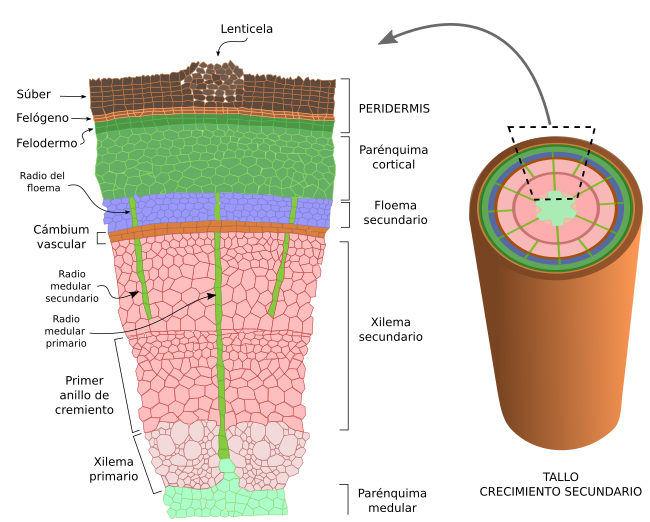 Lenticela
Súber
Felógeno
Felodermo
Radio del
floema
Cámbium
vascular
Radio
medular
secundario
Radio
medular
primario
Primer
anillo de
cremiento
Xilema
primario
PERIDERMIS
Parénquima
cortical
Floema
secundario
Xilema
secundario
Parénquima
medular
TALLO
CRECIMIENTO SECUNDARIO